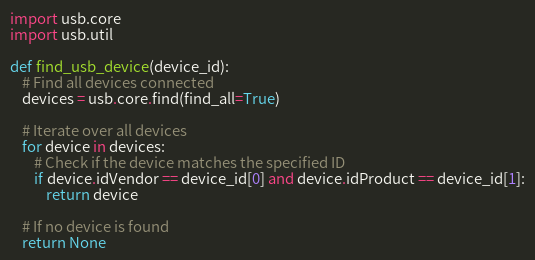 import usb.core
import usb.util

def find_usb_device(device_id):
    # Find all devices connected
    devices = usb.core.find(find_all=True)

    # Iterate over all devices
    for device in devices:
        # Check if the device matches the specified ID
        if device.idVendor == device_id[0] and device.idProduct == device_id[1]:
            return device

    # If no device is found
    return None